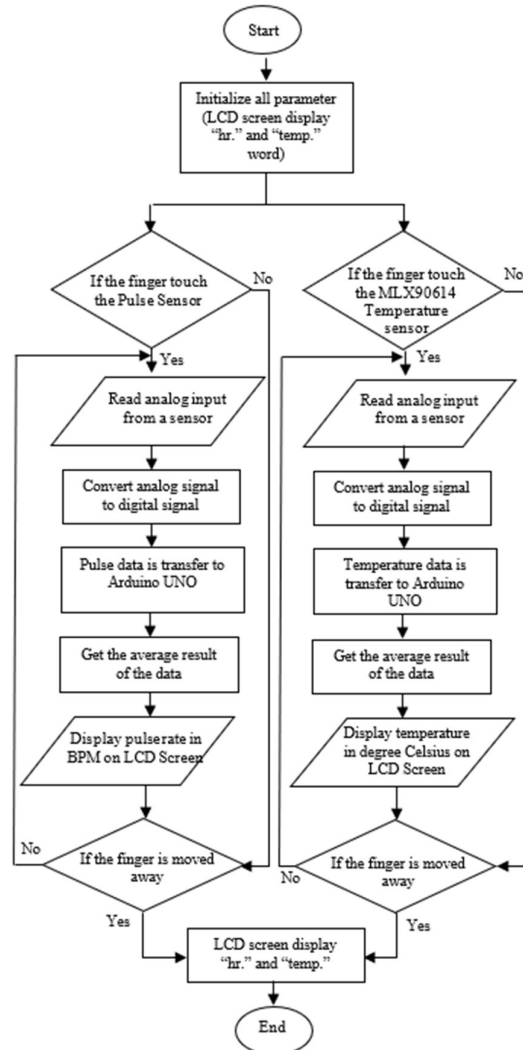 Start
Initialize all parameter
(LCD screen display
“hr.” and “temp.”
word)
If the finger touch
the Pulse Sensor
No
Yes
Read analog input
from a sensor
Convert analog signal
to digital signal
Pulse data is transfer to
Arduino UNO
Get the average result
of the data
Display pulse rate in
BPM on LCD Screen
If the finger is moved
away
No
Yes
If the finger touch
the MLX90614
Temperature
sensor
No
Yes
Read analog input
from a sensor
Convert analog signal
to digital signal
Temperature data is
transfer to Arduino
UNO
Get the average result
of the data
Display temperature
in degree Celsius on
LCD Screen
If the finger is moved
away
No
Yes
LCD screen display
“hr.” and “temp.”
End